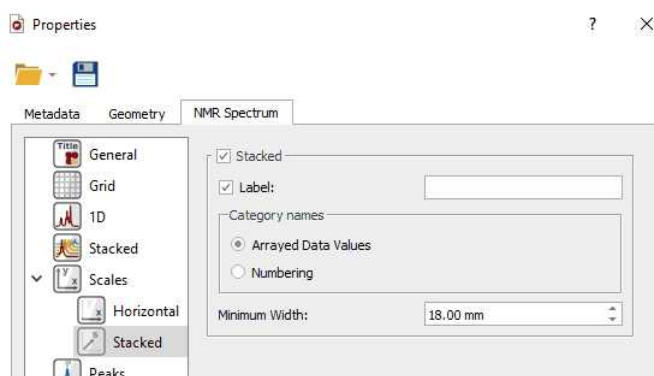 Properties
?
Metadata Geometry NMR Spectrum
Title
General
Grid
1D
Stacked
Scales
Horizontal
Stacked
Peaks
Stacked
Label:
Category names
Arrayed Data Values
Numbering
Minimum Width: 18.00 mm